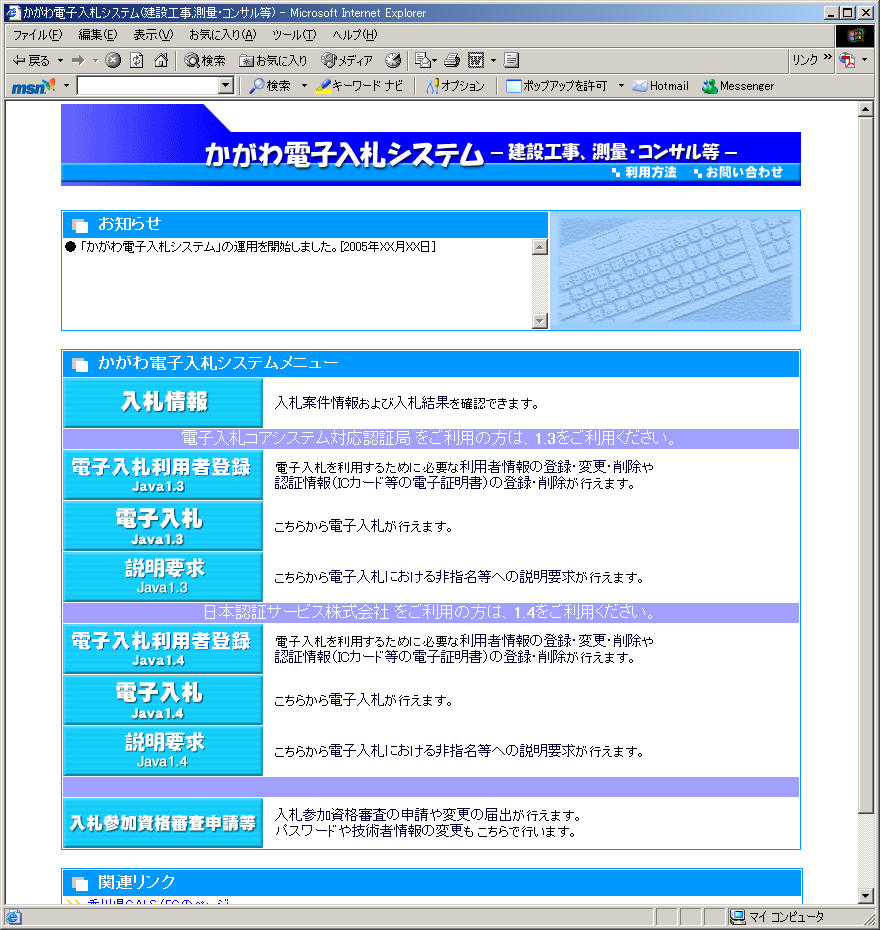 かがわ電子入札システム(建設工事,測量・コンサル等) - Microsoft Internet Explorer
ファイル(F) 編集(E) 表示(V) お気に入り(A) ツール(T) ヘルプ(H)
戻る 検索 お気に入り メディア リンク »
msn 検索 キーワード ナビ オプション ポップアップを許可 Hotmail Messenger
かがわ電子入札システム －建設工事、測量・コンサル等－
利用方法 お問い合わせ
お知らせ
●「かがわ電子入札システム」の運用を開始しました。[2005年XX月XX日]
かがわ電子入札システムメニュー
入札情報 入札案件情報および入札結果を確認できます。
電子入札コアシステム対応認証局 をご利用の方は、1.3をご利用ください。
電子入札利用者登録 電子入札を利用するために必要な利用者情報の登録・変更・削除や
Java1.3 認証情報(ICカード等の電子証明書)の登録・削除が行えます。
電子入札 こちらから電子入札が行えます。
Java1.3
説明要求 こちらから電子入札における非指名等への説明要求が行えます。
Java1.3
日本認証サービス株式会社 をご利用の方は、1.4をご利用ください。
電子入札利用者登録 電子入札を利用するために必要な利用者情報の登録・変更・削除や
Java1.4 認証情報(ICカード等の電子証明書)の登録・削除が行えます。
電子入札 こちらから電子入札が行えます。
Java1.4
説明要求 こちらから電子入札における非指名等への説明要求が行えます。
Java1.4
入札参加資格審査申請等 入札参加資格審査の申請や変更の届出が行えます。
パスワードや技術者情報の変更もこちらで行います。
関連リンク
マイ コンピュータ